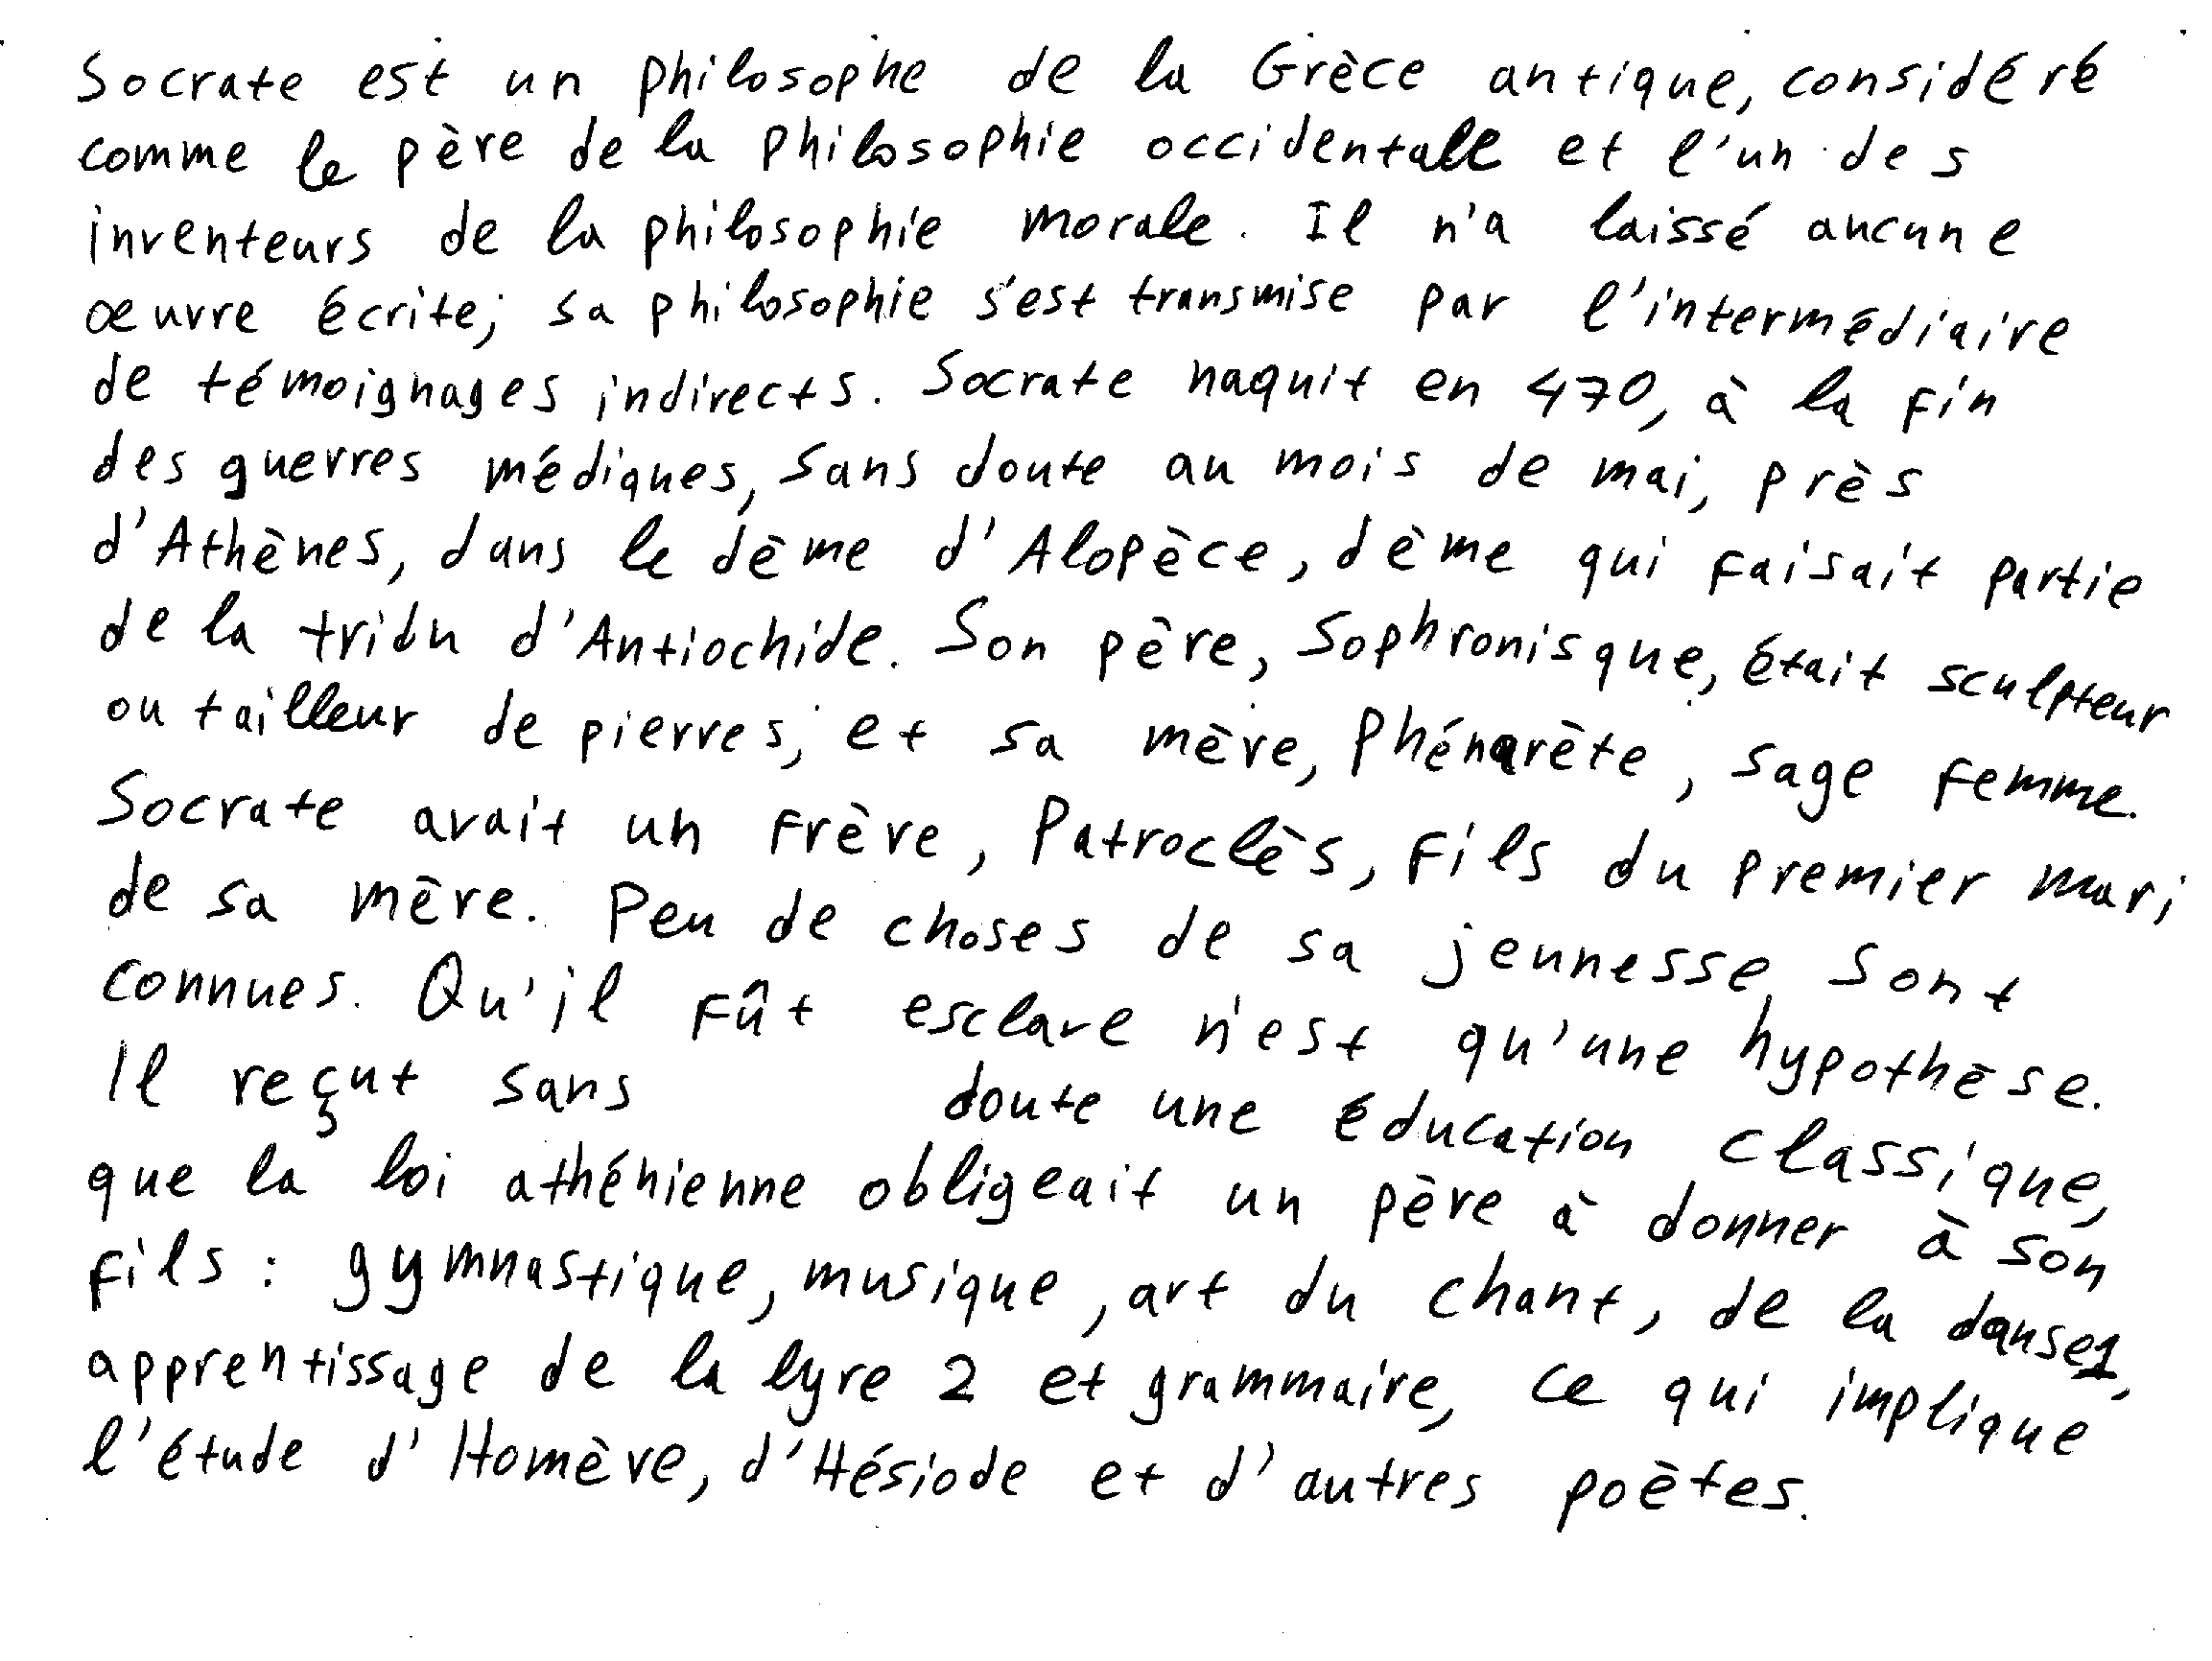 Socrate est un philosophe de la Grèce antique, considéré
comme le père de la philosophie occidentale et l'un des
inventeurs de la philosophie morale. Il n'a laissé aucune
œuvre écrite; sa philosophie s'est transmise par l'intermédiaire
de témoignages indirects. Socrate naquit en 470, à la fin
des guerres médiques, sans doute au mois de mai, près
d'Athènes, dans le dème d'Alopèce, dème qui faisait partie
de la tribu d'Antiochide. Son père, Sophronisque, était sculpteur
ou tailleur de pierres, et sa mère, Phénarète, sage femme.
Socrate avait un frère, Patroclès, fils du premier mari
de sa mère. Peu de choses de sa jeunesse sont
connues. Qu'il fût esclave n'est qu'une hypothèse.
Il reçut sans doute une éducation classique,
que la loi athénienne obligeait un père à donner à son
fils : gymnastique, musique, art du chant, de la danse1,
apprentissage de la lyre 2 et grammaire, ce qui implique
l'étude d'Homère, d'Hésiode et d'autres poètes.